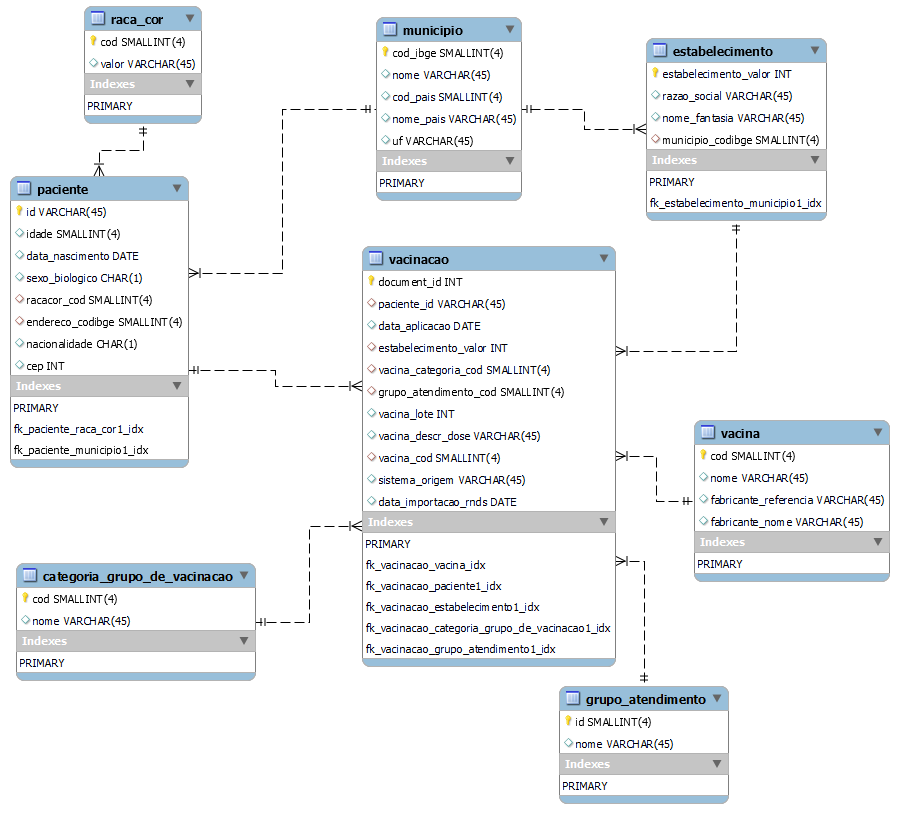 raca_cor
cod SMALLINT(4)
valor VARCHAR(45)
Indexes
PRIMARY
municipio
cod_ibge SMALLINT(4)
nome VARCHAR(45)
cod_pais SMALLINT(4)
nome_pais VARCHAR(45)
uf VARCHAR(45)
Indexes
PRIMARY
estabelecimento
estabelecimento_valor INT
razao_social VARCHAR(45)
nome_fantasia VARCHAR(45)
municipio_codibge SMALLINT(4)
Indexes
PRIMARY
fk_estabelecimento_municipio1_idx
paciente
id VARCHAR(45)
idade SMALLINT(4)
data_nascimento DATE
sexo_biologico CHAR(1)
racacor_cod SMALLINT(4)
endereco_codibge SMALLINT(4)
nacionalidade CHAR(1)
cep INT
Indexes
PRIMARY
fk_paciente_raca_cor1_idx
fk_paciente_municipio1_idx
vacinacao
document_id INT
paciente_id VARCHAR(45)
data_aplicacao DATE
estabelecimento_valor INT
vacina_categoria_cod SMALLINT(4)
grupo_atendimento_cod SMALLINT(4)
vacina_lote INT
vacina_descr_dose VARCHAR(45)
vacina_cod SMALLINT(4)
sistema_origem VARCHAR(45)
data_importacao_rnds DATE
Indexes
PRIMARY
fk_vacinacao_vacina_idx
fk_vacinacao_paciente1_idx
fk_vacinacao_estabelecimento1_idx
fk_vacinacao_categoria_grupo_de_vacinacao1_idx
fk_vacinacao_grupo_atendimento1_idx
vacina
cod SMALLINT(4)
nome VARCHAR(45)
fabricante_referencia VARCHAR(45)
fabricante_nome VARCHAR(45)
Indexes
PRIMARY
categoria_grupo_de_vacinacao
cod SMALLINT(4)
nome VARCHAR(45)
Indexes
PRIMARY
grupo_atendimento
id SMALLINT(4)
nome VARCHAR(45)
Indexes
PRIMARY